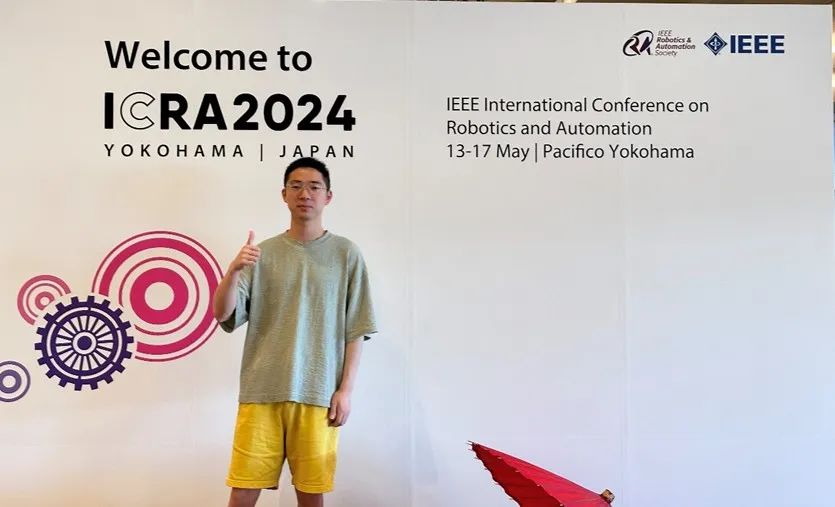 Welcome to
ICRA2024
YOKOHAMA | JAPAN
IEEE
Robotics &
Automation
Society
IEEE
IEEE International Conference on
Robotics and Automation
13-17 May | Pacifico Yokohama